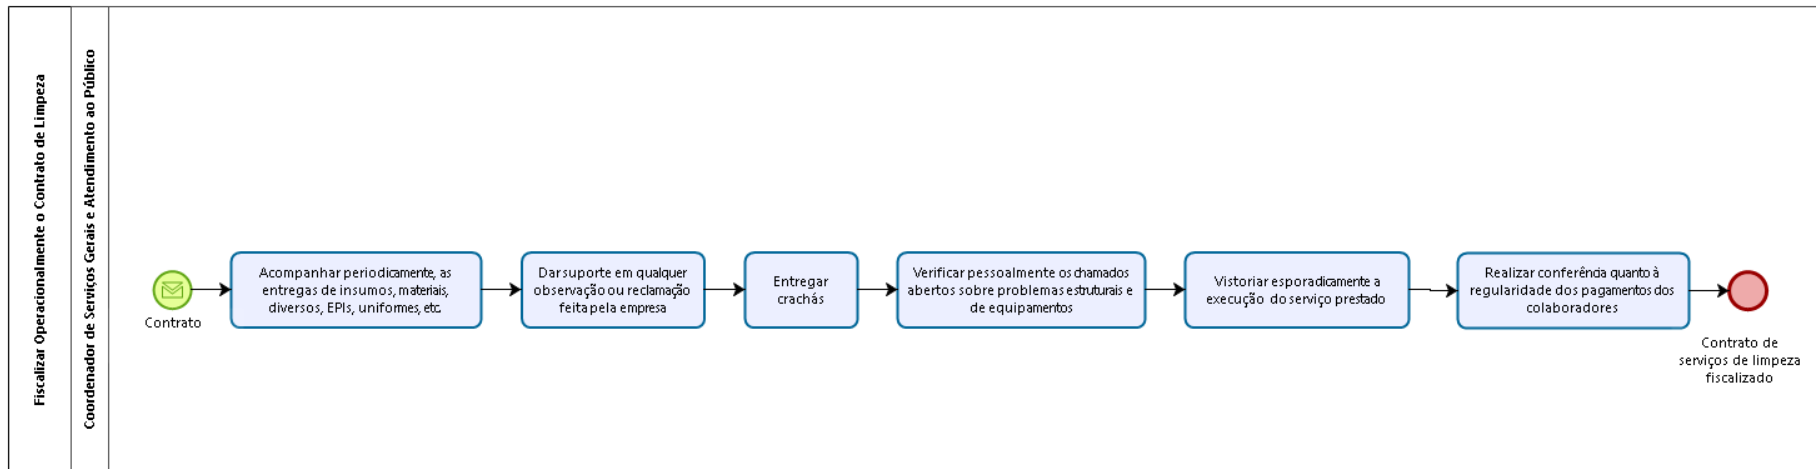 Fiscalizar Operacionalmente o Contrato de Limpeza
Coordenador de Serviços Gerais e Atendimento ao Público
Contrato
Acompanhar periodicamente, as
entregas de insumos, materiais,
diversos, EPIs, uniformes, etc.
Dar suporte em qualquer
observação ou reclamação
feita pela empresa
Entregar
crachás
Verificar pessoalmente os chamados
abertos sobre problemas estruturais e
de equipamentos
Vistoriar esporadicamente a
execução do serviço prestado
Realizar conferência quanto à
regularidade dos pagamentos dos
colaboradores
Contrato de
serviços de limpeza
fiscalizado